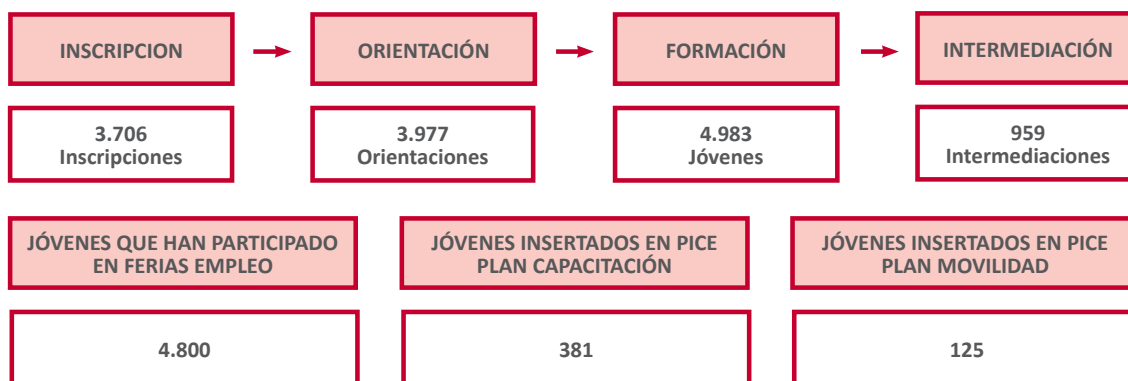 INSCRIPCION
ORIENTACIÓN
FORMACIÓN
INTERMEDIACIÓN
3.706
Inscripciones
3.977
Orientaciones
4.983
Jóvenes
959
Intermediaciones
JÓVENES QUE HAN PARTICIPADO
EN FERIAS EMPLEO
JÓVENES INSERTADOS EN PICE
PLAN CAPACITACIÓN
JÓVENES INSERTADOS EN PICE
PLAN MOVILIDAD
4.800
381
125